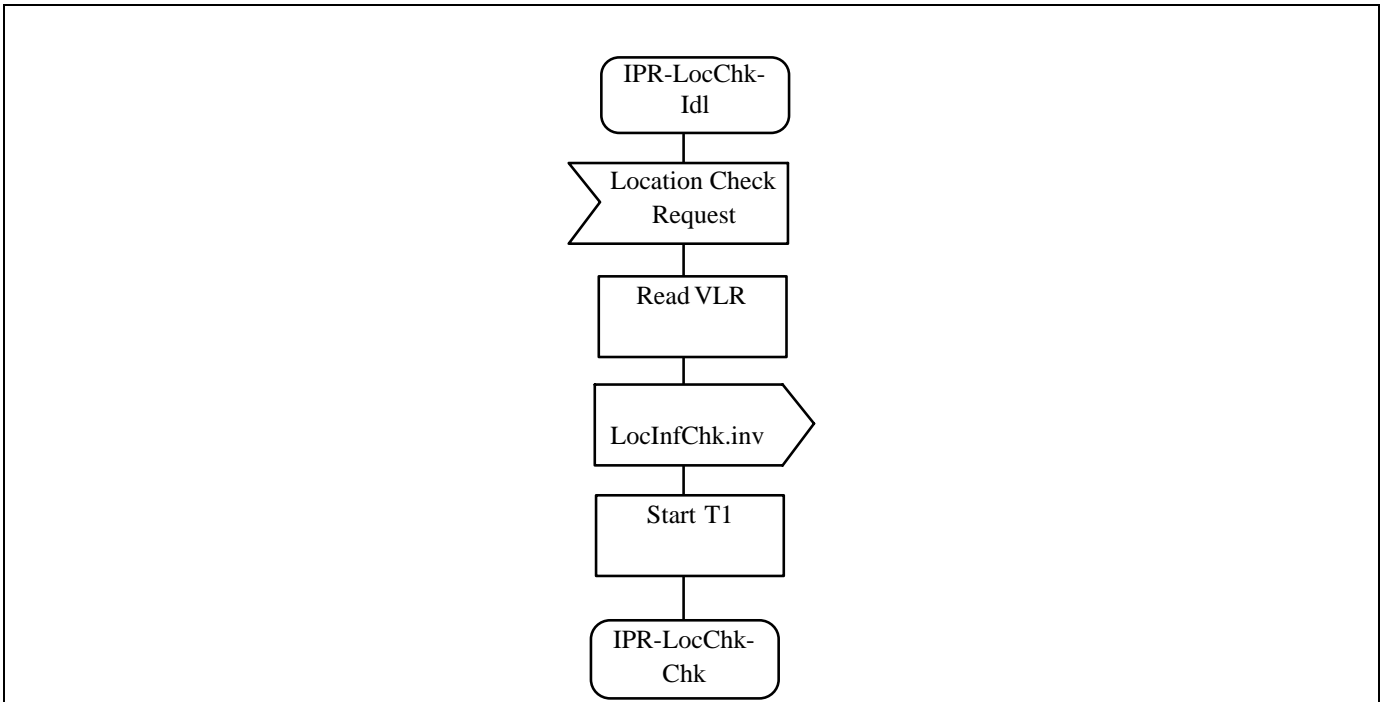 IPR-LocChk-
Idl
Location Check
Request
Read VLR
LocInfChk.inv
Start T1
IPR-LocChk-
Chk